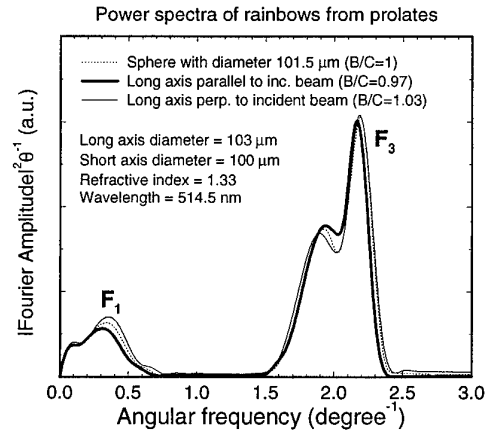 Power spectra of rainbows from prolates
Sphere with diameter 101.5 μm (B/C=1)
Long axis parallel to inc. beam (B/C=0.97)
Long axis perp. to incident beam (B/C=1.03)
Long axis diameter = 103 μm
Short axis diameter = 100 μm
Refractive index = 1.33
Wavelength = 514.5 nm
F₃
F₁
|Fourier Amplitude|²θ⁻¹ (a.u.)
0.0 0.5 1.0 1.5 2.0 2.5 3.0
Angular frequency (degree⁻¹)